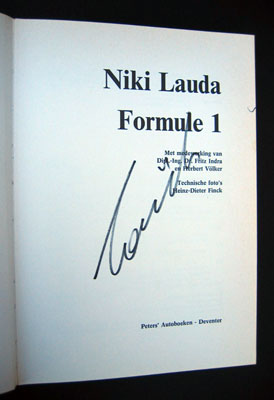 Niki Lauda
Formule 1
Met medewerking van
Dipl.-Ing. Dr. Fritz Indra
en Herbert Völker
Technische foto's
Heinz-Dieter Finck
Lauda
Peters' Autoboeken - Deventer